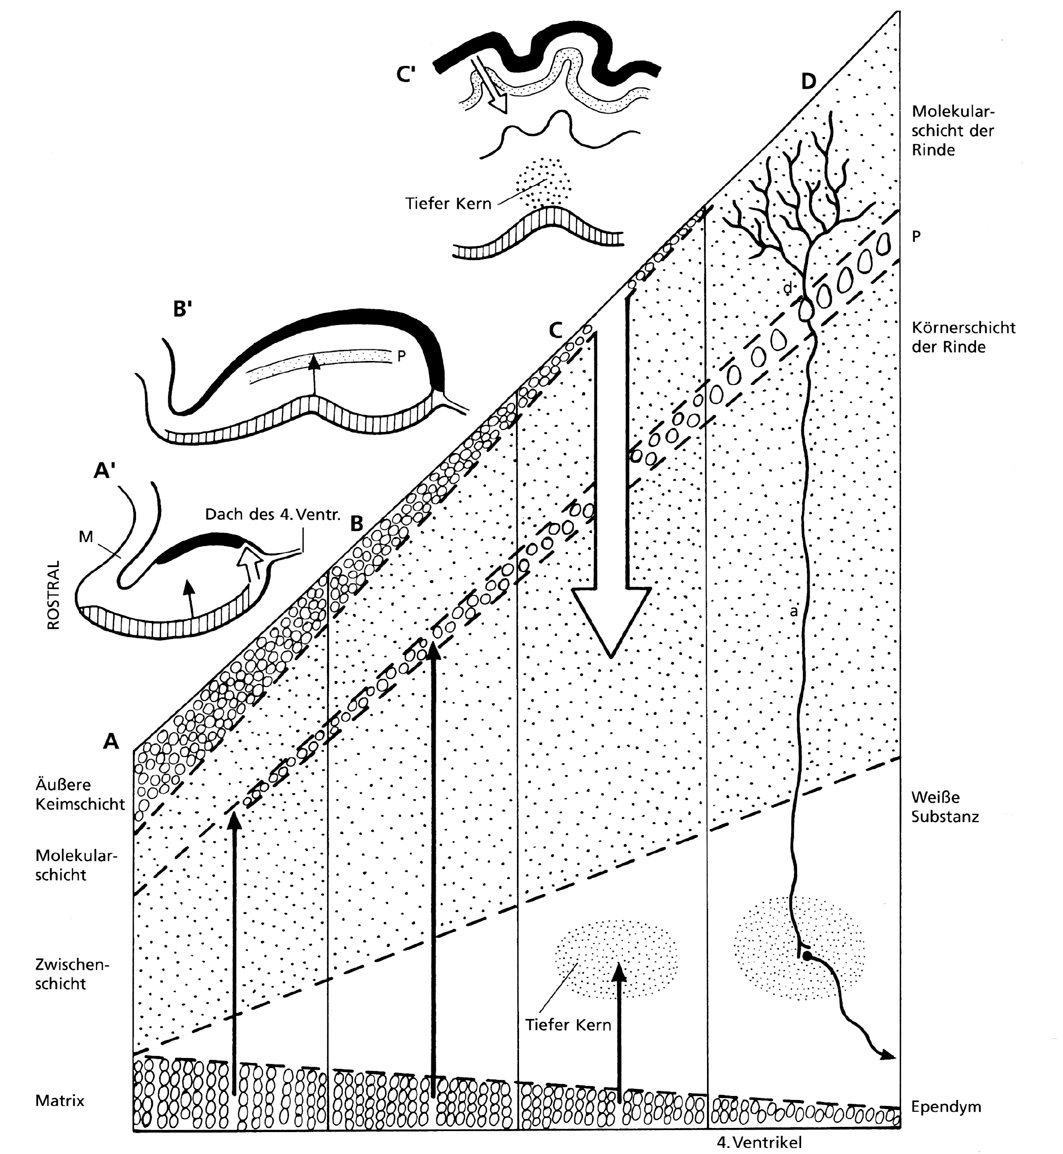 C'
D
Molekular-
schicht der
Rinde
Tiefer Kern
P
d
Körnerschicht
der Rinde
B'
C
P
A'
Dach des 4. Ventr.
B
M
ROSTRAL
a
A
Äußere
Keimschicht
Weiße
Substanz
Molekular-
schicht
Zwischen-
schicht
Tiefer Kern
Matrix
Ependym
4. Ventrikel